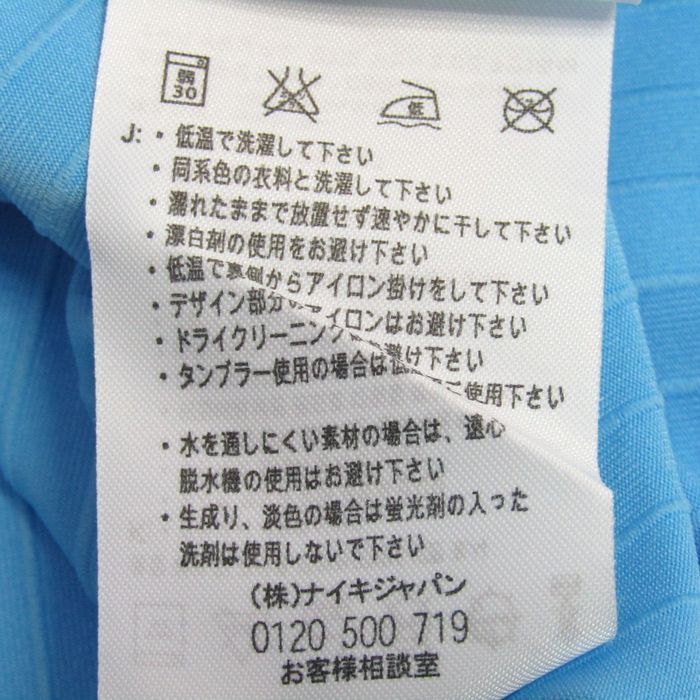 弱
30
低
J: ・低温で洗濯して下さい
・同系色の衣料と洗濯して下さい
・濡れたままで放置せず速やかに干して下さい
・漂白剤の使用をお避け下さい
・低温で裏側からアイロン掛けをして下さい
・デザイン部分の イロンはお避け下さい
・ドライクリーニング 避け下さい
・タンブラー使用の場合は低 ご使用下さい
・水を通しにくい素材の場合は、遠心
脱水機の使用はお避け下さい
・生成り、淡色の場合は蛍光剤の入った
洗剤は使用しないで下さい
(株)ナイキジャパン
0120 500 719
お客様相談室